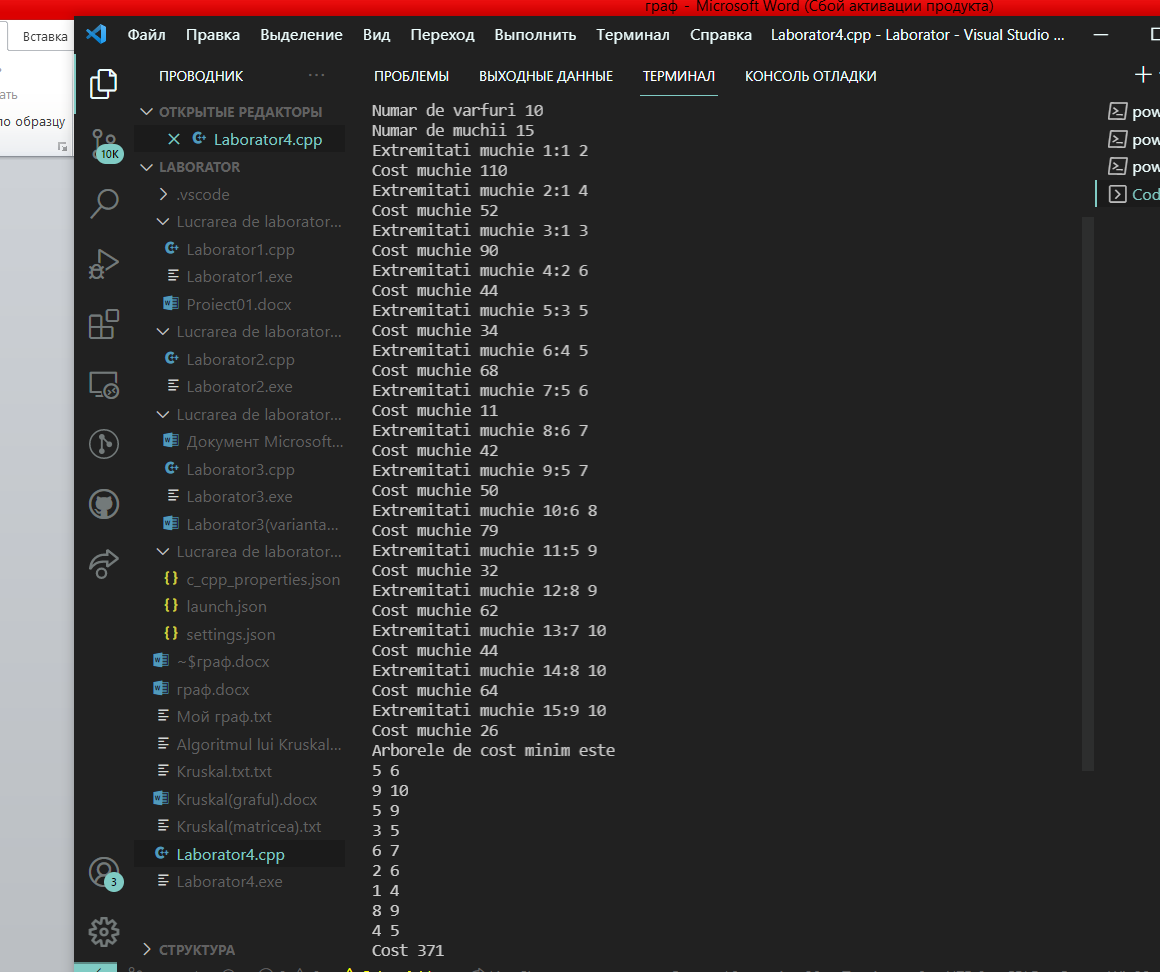 граф - Microsoft Word (Сбой активации продукта)
Вставка
ать
по образцу
Файл Правка Выделение Вид Переход Выполнить Терминал Справка Laborator4.cpp - Laborator - Visual Studio ...
ПРОВОДНИК ...
ОТКРЫТЫЕ РЕДАКТОРЫ
Laborator4.cpp
10K
LABORATOR
.vscode
Lucrarea de laborator...
Laborator1.cpp
Laborator1.exe
Proiect01.docx
Lucrarea de laborator...
Laborator2.cpp
Laborator2.exe
Lucrarea de laborator...
Документ Microsoft...
Laborator3.cpp
Laborator3.exe
Laborator3(varianta...
Lucrarea de laborator...
c_cpp_properties.json
launch.json
settings.json
~$граф.docx
граф.docx
Мой граф.txt
Algoritmul lui Kruskal...
Kruskal.txt.txt
Kruskal(graful).docx
Kruskal(matricea).txt
Laborator4.cpp
Laborator4.exe
3
СТРУКТУРА
ПРОБЛЕМЫ ВЫХОДНЫЕ ДАННЫЕ ТЕРМИНАЛ КОНСОЛЬ ОТЛАДКИ
Numar de varfuri 10
Numar de muchii 15
Extremitati muchie 1:1 2
Cost muchie 110
Extremitati muchie 2:1 4
Cost muchie 52
Extremitati muchie 3:1 3
Cost muchie 90
Extremitati muchie 4:2 6
Cost muchie 44
Extremitati muchie 5:3 5
Cost muchie 34
Extremitati muchie 6:4 5
Cost muchie 68
Extremitati muchie 7:5 6
Cost muchie 11
Extremitati muchie 8:6 7
Cost muchie 42
Extremitati muchie 9:5 7
Cost muchie 50
Extremitati muchie 10:6 8
Cost muchie 79
Extremitati muchie 11:5 9
Cost muchie 32
Extremitati muchie 12:8 9
Cost muchie 62
Extremitati muchie 13:7 10
Cost muchie 44
Extremitati muchie 14:8 10
Cost muchie 64
Extremitati muchie 15:9 10
Cost muchie 26
Arborele de cost minim este
5 6
9 10
5 9
3 5
6 7
2 6
1 4
8 9
4 5
Cost 371
pow
pow
pow
Cod